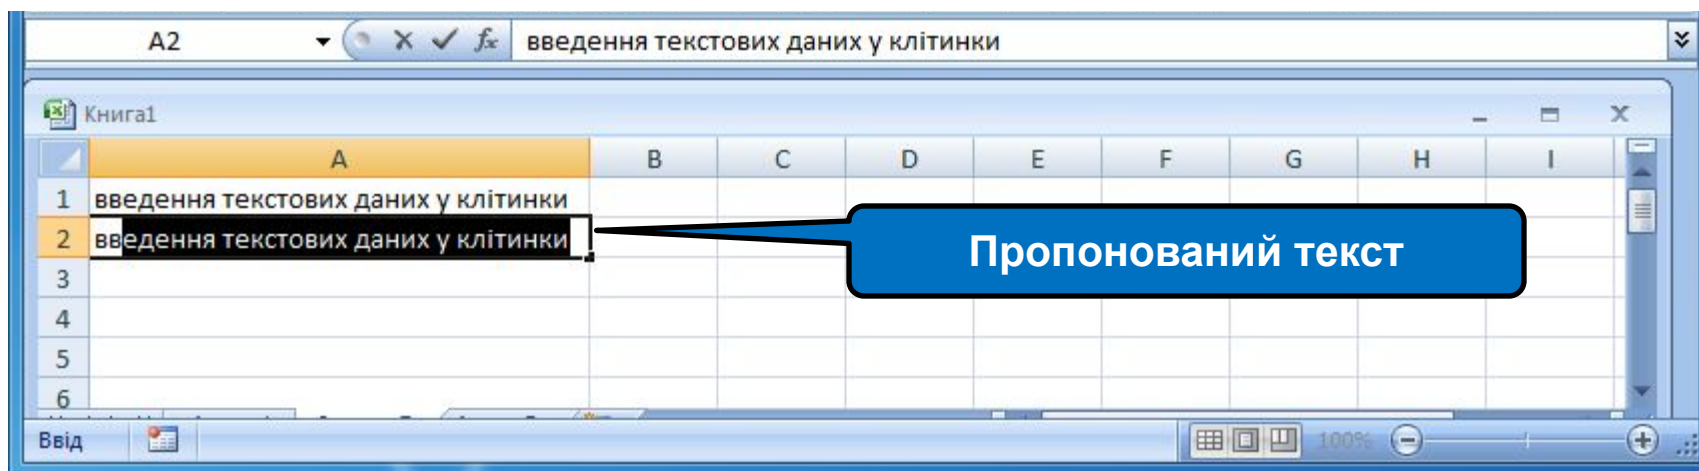 A2 fx введення текстових даних у клітинки
Книга1
A B C D E F G H I
1 введення текстових даних у клітинки
2 введення текстових даних у клітинки
Пропонований текст
3
4
5
6
Ввід 100%